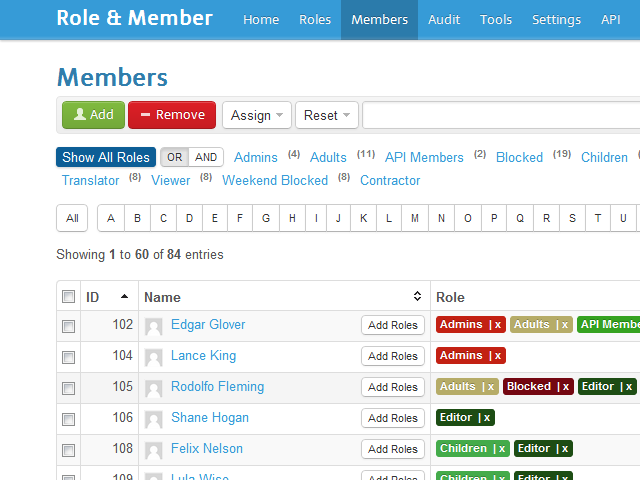 Role & Member Home Roles Members Audit Tools Settings API
Members
Add Remove Assign Reset
Show All Roles OR AND Admins (4) Adults (11) API Members (2) Blocked (19) Children
Translator (8) Viewer (8) Weekend Blocked (8) Contractor
All A B C D E F G H I J K L M N O P Q R S T U
Showing 1 to 60 of 84 entries
ID Name Role
102 Edgar Glover Add Roles Admins | x Adults | x API Membe
104 Lance King Add Roles Admins | x
105 Rodolfo Fleming Add Roles Adults | x Blocked | x Editor | x
106 Shane Hogan Add Roles Editor | x
108 Felix Nelson Add Roles Children | x Editor | x
109 Lula Wise Add Roles Children | x Editor | x